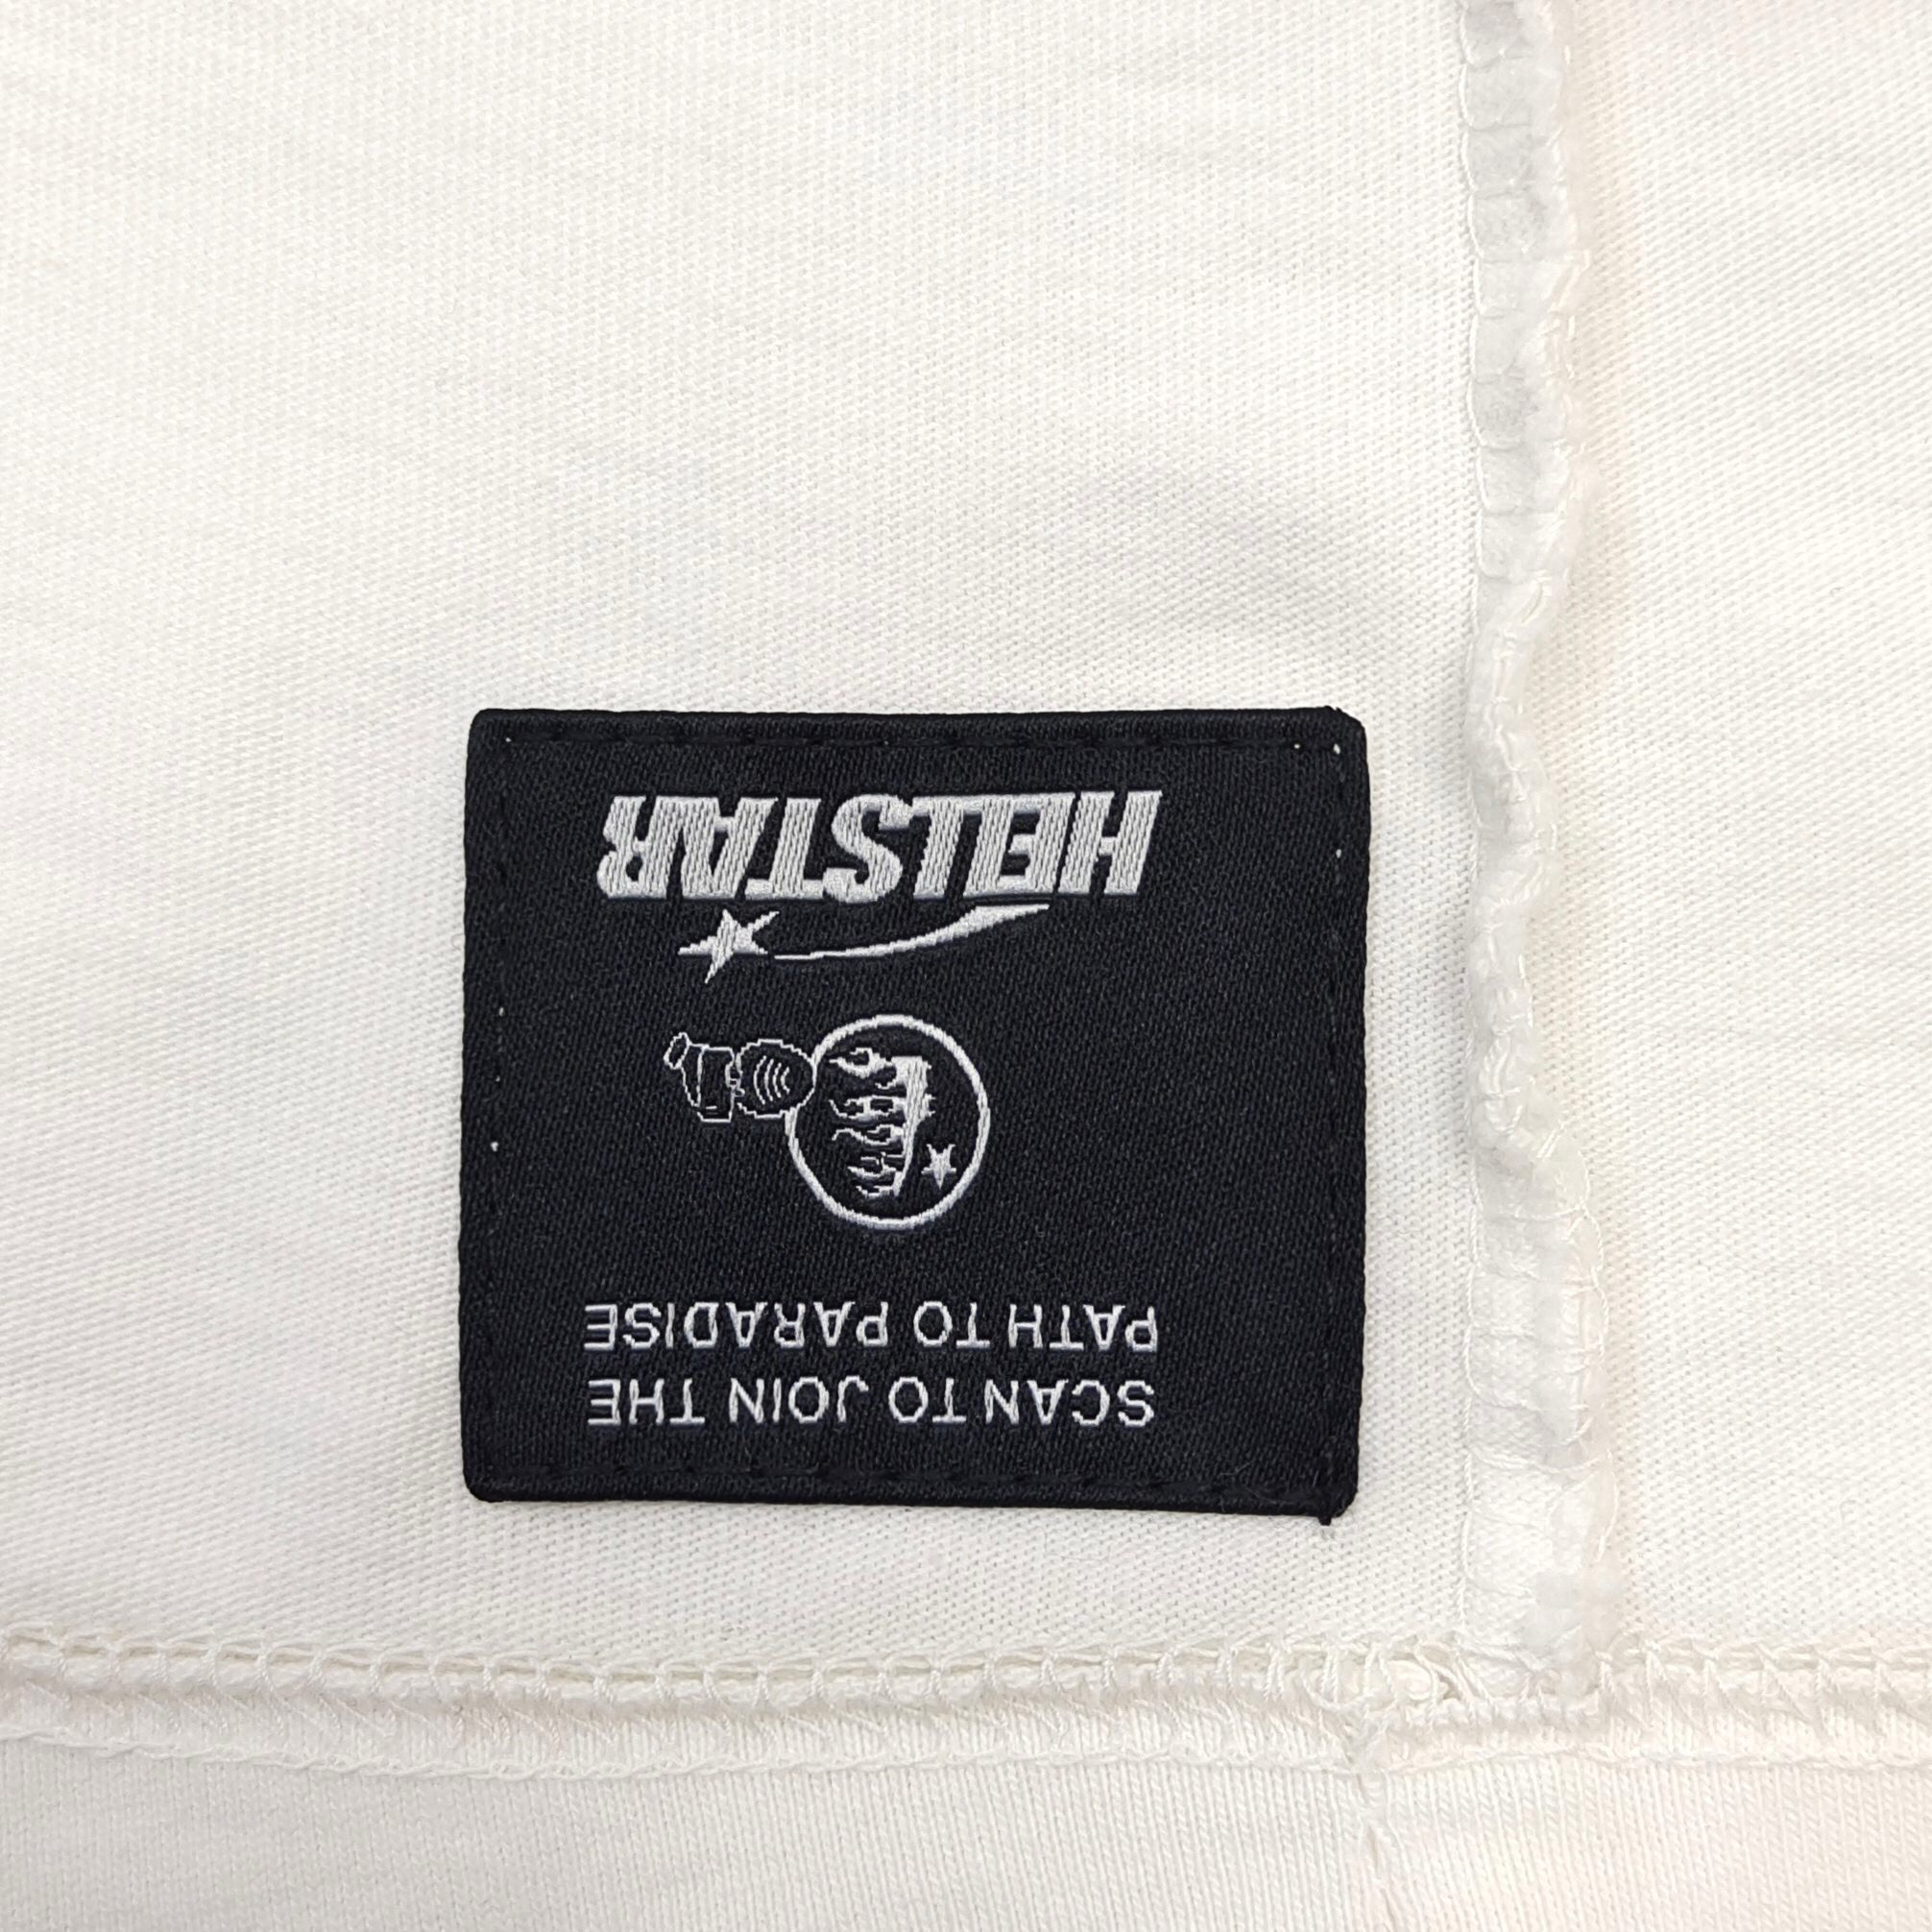 HELLSTAR
SCAN TO JOIN THE
PATH TO PARADISE